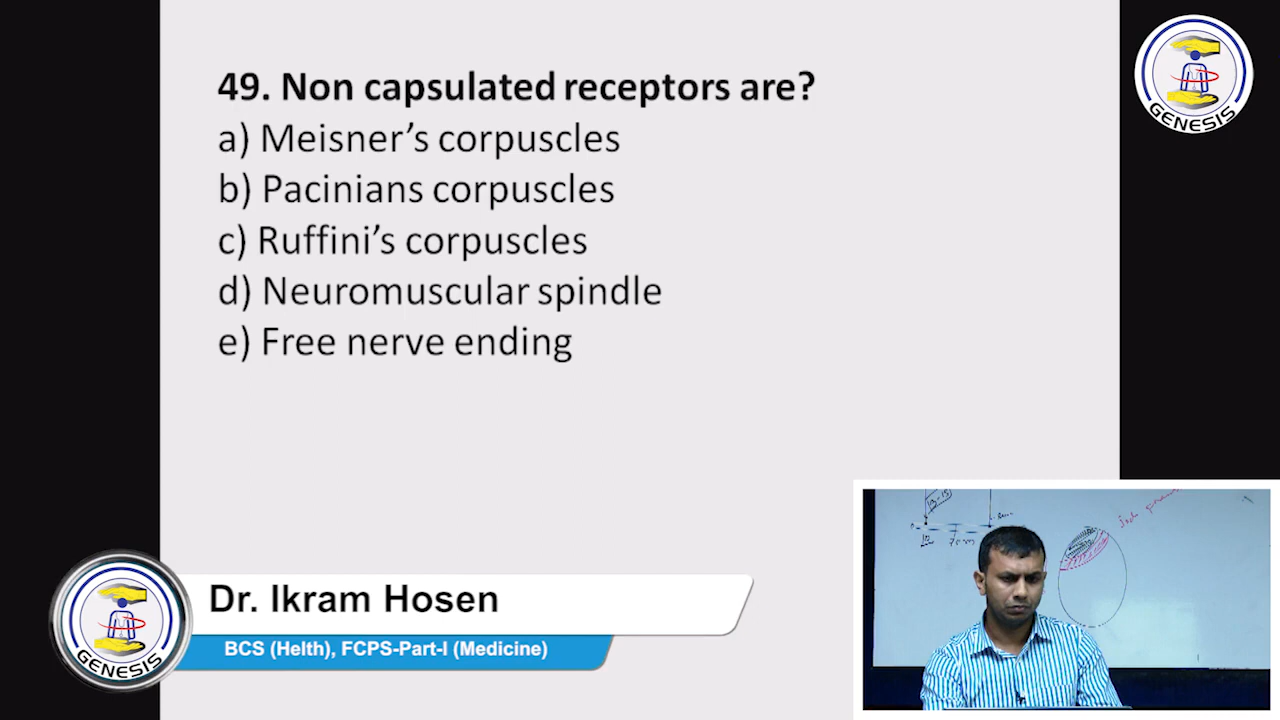 49. Non capsulated receptors are?
a) Meisner’s corpuscles
b) Pacinians corpuscles
c) Ruffini’s corpuscles
d) Neuromuscular spindle
e) Free nerve ending
GENESIS
Dr. Ikram Hosen
BCS (Helth), FCPS-Part-I (Medicine)
GENESIS